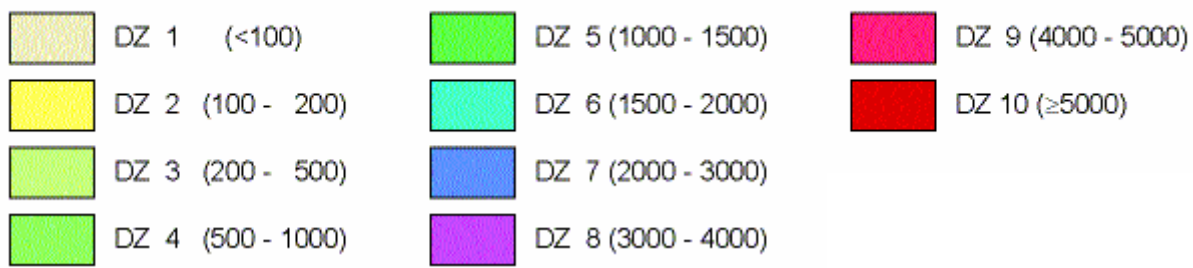 DZ 1 (<100)
DZ 2 (100 - 200)
DZ 3 (200 - 500)
DZ 4 (500 - 1000)
DZ 5 (1000 - 1500)
DZ 6 (1500 - 2000)
DZ 7 (2000 - 3000)
DZ 8 (3000 - 4000)
DZ 9 (4000 - 5000)
DZ 10 (≥5000)